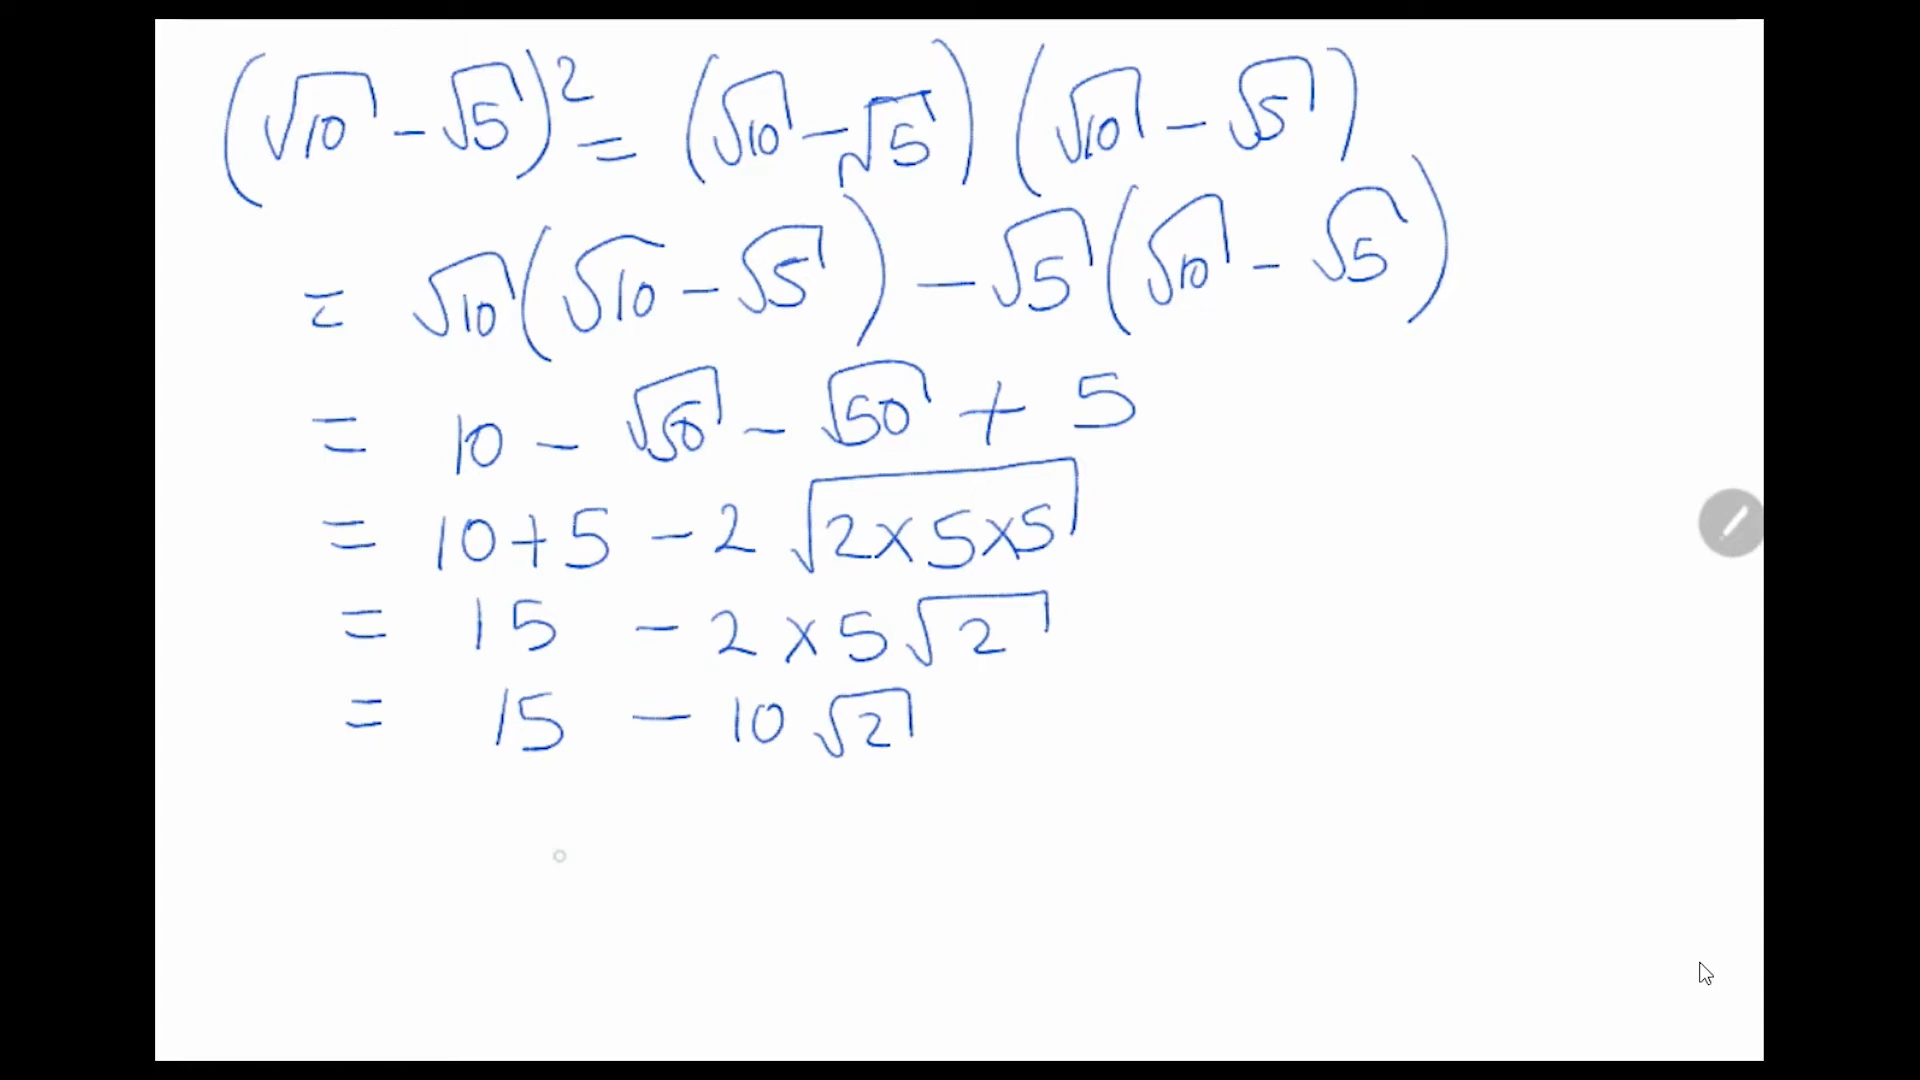 (√10 - √5)² = (√10 - √5) (√10 - √5)
= √10 (√10 - √5) - √5 (√10 - √5)
= 10 - √50 - √50 + 5
= 10 + 5 - 2 √2×5×5
= 15 - 2 × 5 √2
= 15 - 10 √2